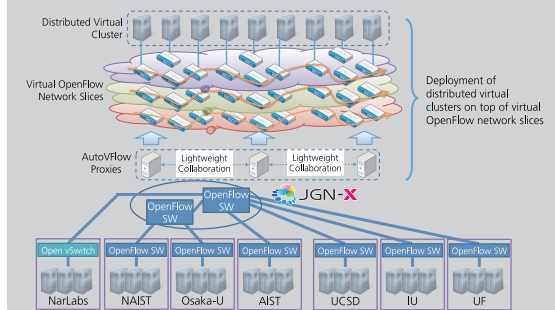 Distributed Virtual
Cluster
Virtual OpenFlow
Network Slices
Deployment of
distributed virtual
clusters on top of virtual
OpenFlow network slices
AutoVFlow
Proxies
Lightweight
Collaboration
Lightweight
Collaboration
JGN-X
OpenFlow
SW
OpenFlow
SW
Open vSwitch
OpenFlow SW
OpenFlow SW
OpenFlow SW
OpenFlow SW
OpenFlow SW
OpenFlow SW
NarLabs
NAIST
Osaka-U
AIST
UCSD
IU
UF